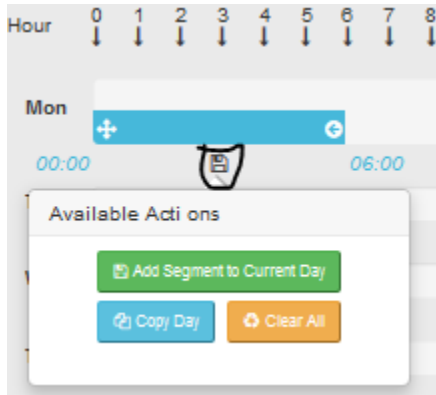 Hour 0 1 2 3 4 5 6 7 8
Mon
00:00 06:00
Available Acti ons
Add Segment to Current Day
Copy Day Clear All